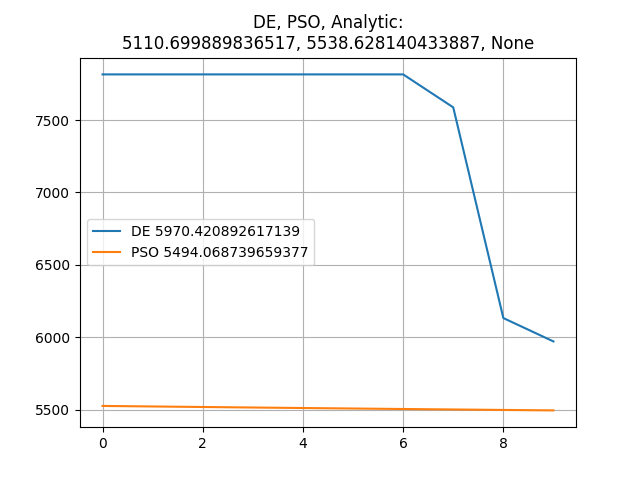 DE, PSO, Analytic:
5110.699889836517, 5538.628140433887, None
7500
7000
6500
6000
5500
DE 5970.420892617139
PSO 5494.068739659377
0 2 4 6 8